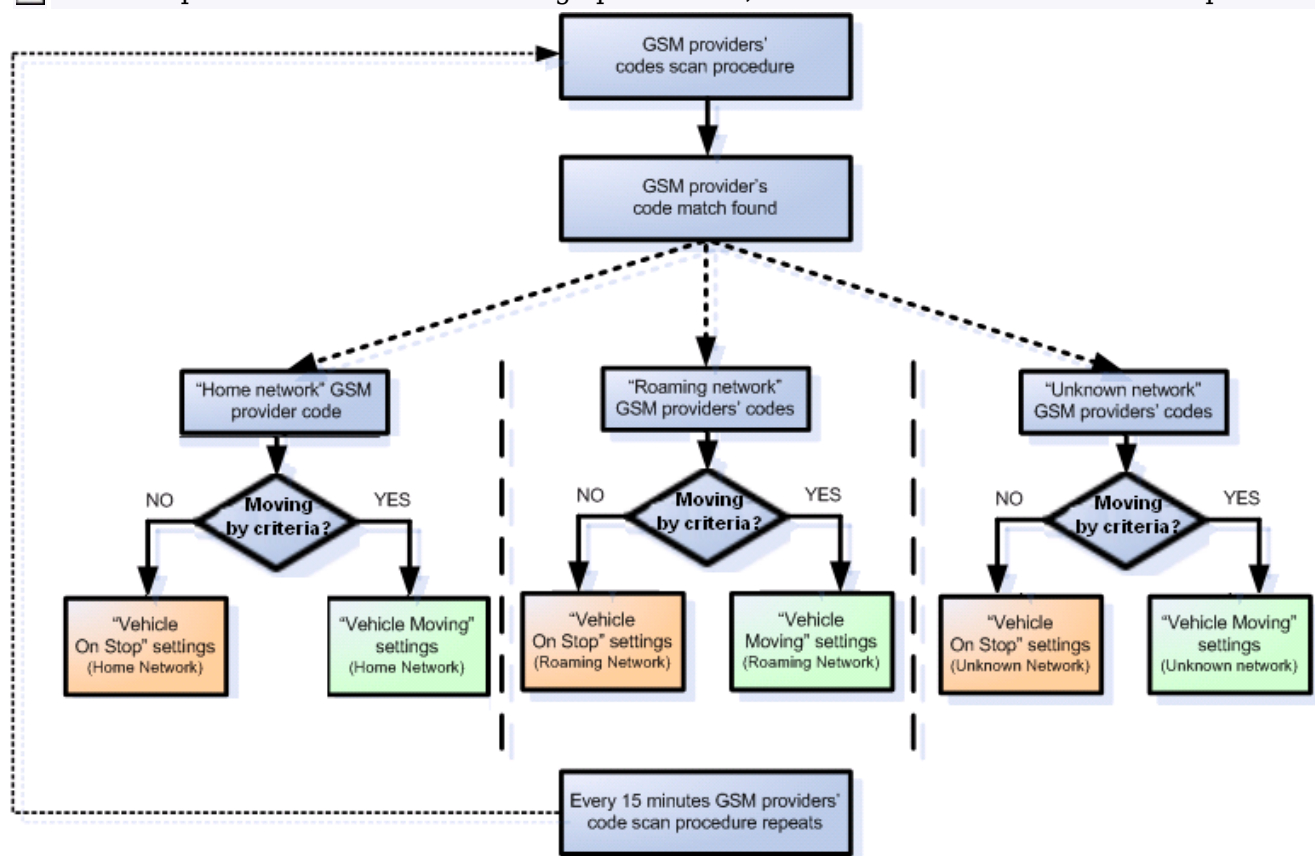 GSM providers'
codes scan procedure
GSM provider's
code match found
"Home network" GSM
provider code
"Roaming network"
GSM providers' codes
"Unknown network"
GSM providers' codes
NO
Moving
by criteria?
YES
NO
Moving
by criteria?
YES
NO
Moving
by criteria?
YES
"Vehicle
On Stop" settings
(Home Network)
"Vehicle Moving"
settings
(Home Network)
"Vehicle
On Stop" settings
(Roaming Network)
"Vehicle
Moving" settings
(Roaming Network)
"Vehicle
On Stop" settings
(Unknown Network)
"Vehicle Moving"
settings
(Unknown network)
Every 15 minutes GSM providers'
code scan procedure repeats